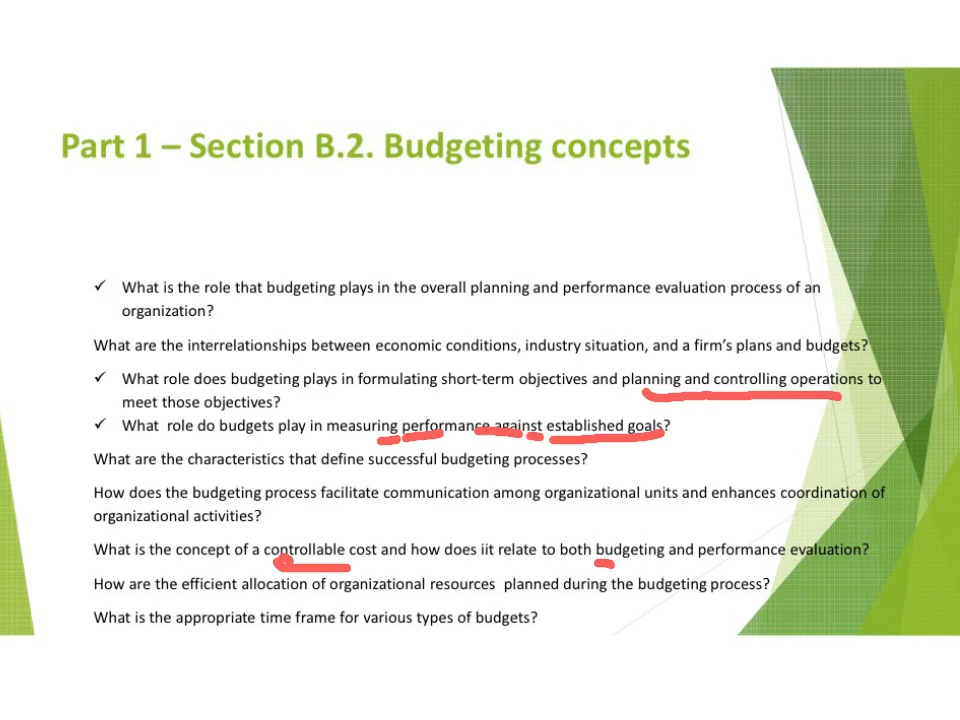 Part 1 – Section B.2. Budgeting concepts
✓ What is the role that budgeting plays in the overall planning and performance evaluation process of an
organization?
What are the interrelationships between economic conditions, industry situation, and a firm's plans and budgets?
✓ What role does budgeting plays in formulating short-term objectives and planning and controlling operations to
meet those objectives?
✓ What role do budgets play in measuring performance against established goals?
What are the characteristics that define successful budgeting processes?
How does the budgeting process facilitate communication among organizational units and enhances coordination of
organizational activities?
What is the concept of a controllable cost and how does iit relate to both budgeting and performance evaluation?
How are the efficient allocation of organizational resources planned during the budgeting process?
What is the appropriate time frame for various types of budgets?